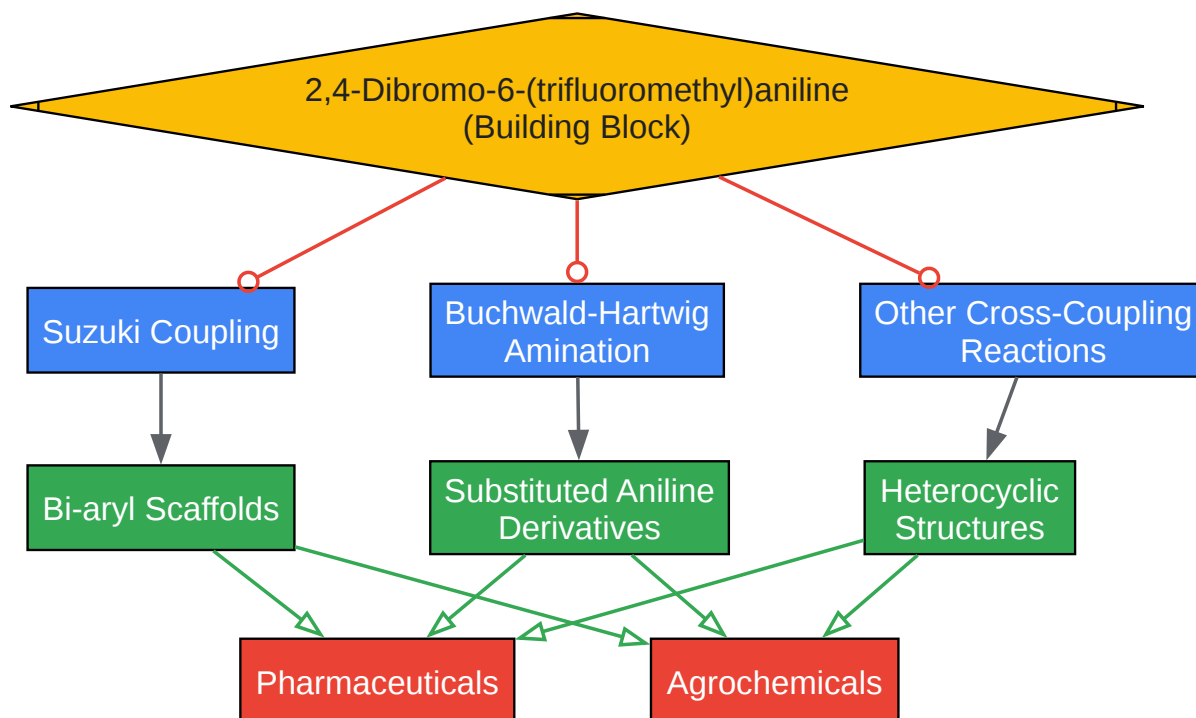 2,4-Dibromo-6-(trifluoromethyl)aniline
(Building Block)
Suzuki Coupling
Buchwald-Hartwig
Amination
Other Cross-Coupling
Reactions
Bi-aryl Scaffolds
Substituted Aniline
Derivatives
Heterocyclic
Structures
Pharmaceuticals
Agrochemicals